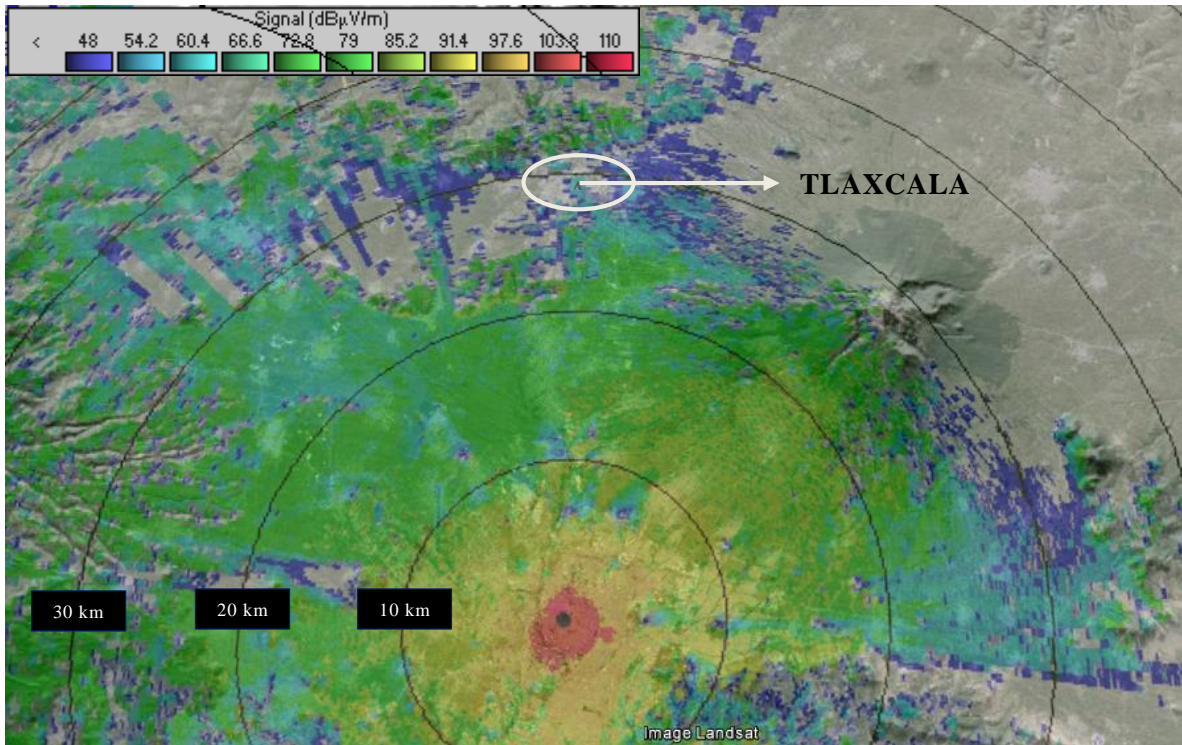 Signal (dBµV/m)
< 48 54.2 60.4 66.6 72.8 79 85.2 91.4 97.6 103.8 110
TLAXCALA
30 km 20 km 10 km
Image Landsat